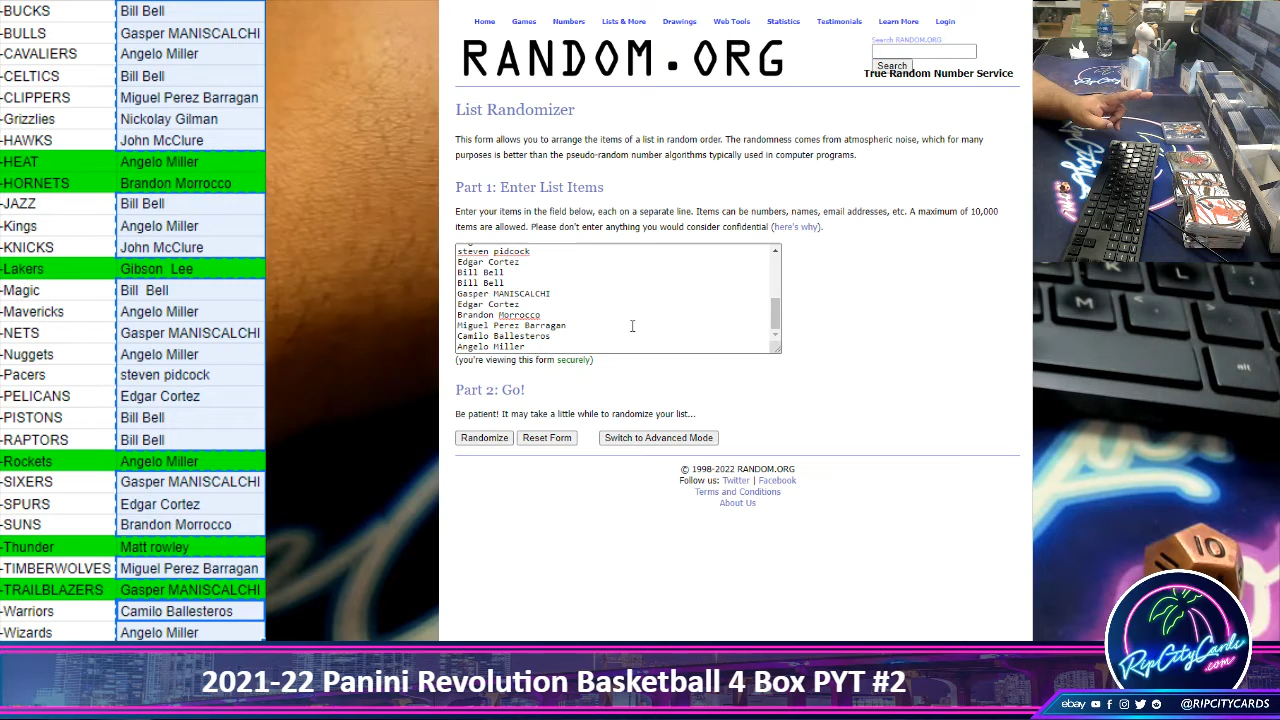 -BUCKS Bill Bell
-BULLS Gasper MANISCALCHI
-CAVALIERS Angelo Miller
-CELTICS Bill Bell
-CLIPPERS Miguel Perez Barragan
-Grizzlies Nickolay Gilman
-HAWKS John McClure
-HEAT Angelo Miller
-HORNETS Brandon Morrocco
-JAZZ Bill Bell
-Kings Angelo Miller
-KNICKS John McClure
-Lakers Gibson Lee
-Magic Bill Bell
-Mavericks Angelo Miller
-NETS Gasper MANISCALCHI
-Nuggets Angelo Miller
-Pacers steven pidcock
-PELICANS Edgar Cortez
-PISTONS Bill Bell
-RAPTORS Bill Bell
-Rockets Angelo Miller
-SIXERS Gasper MANISCALCHI
-SPURS Edgar Cortez
-SUNS Brandon Morrocco
-Thunder Matt rowley
-TIMBERWOLVES Miguel Perez Barragan
-TRAILBLAZERS Gasper MANISCALCHI
-Warriors Camilo Ballesteros
-Wizards Angelo Miller
Home Games Numbers Lists & More Drawings Web Tools Statistics Testimonials Learn More Login
RANDOM.ORG
Search RANDOM.ORG
Search
True Random Number Service
List Randomizer
This form allows you to arrange the items of a list in random order. The randomness comes from atmospheric noise, which for many
purposes is better than the pseudo-random number algorithms typically used in computer programs.
Part 1: Enter List Items
Enter your items in the field below, each on a separate line. Items can be numbers, names, email addresses, etc. A maximum of 10,000
items are allowed. Please don't enter anything you would consider confidential (here's why).
steven pidcock
Edgar Cortez
Bill Bell
Bill Bell
Gasper MANISCALCHI
Edgar Cortez
Brandon Morrocco
Miguel Perez Barragan
Camilo Ballesteros
Angelo Miller
(you're viewing this form securely)
Part 2: Go!
Be patient! It may take a little while to randomize your list...
Randomize Reset Form Switch to Advanced Mode
© 1998-2022 RANDOM.ORG
Follow us: Twitter | Facebook
Terms and Conditions
About Us
10
RipCityCards
.com
2021-22 Panini Revolution Basketball 4 Box PYT #2
ebay @RIPCITYCARDS